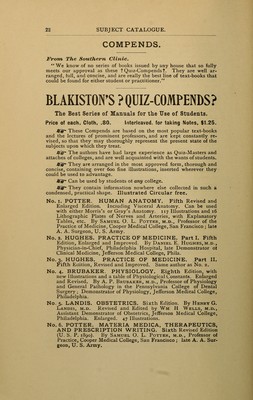 32 SUBJECT CATALOGUE.
COMPENDS.
From The Southern Clinic.
"We know of no series of books issued by any house that so fully
meets our approval as these ?Quiz-Compends?. They are well ar-
ranged, full, and concise, and are really the best line of text-books that
could be found for either student or practitioner."
BLAKISTON'S ?QUIZ-COMPENDS?
The Best Series of Manuals for the Use of Students.
Price of each, Cloth, .80. Interleaved, for taking Notes, $1.25.
☞ These Compends are based on the most popular text-books
and the lectures of prominent professors, and are kept constantly re-
vised, so that they may thoroughly represent the present state of the
subjects upon which they treat.
☞ The authors have had large experience as Quiz-Masters and
attaches of colleges, and are well acquainted with the wants of students.
☞ They are arranged in the most approved form, thorough and
concise, containing over 600 fine illustrations, inserted wherever they
could be used to advantage.
☞ Can be used by students of any college.
☞ They contain information nowhere else collected in such a
condensed, practical shape. Illustrated Circular free.
No. 1. POTTER. HUMAN ANATOMY. Fifth Revised and
Enlarged Edition. Including Visceral Anatomy. Can be used
with either Morris's or Gray's Anatomy. 117 Illustrations and 16
Lithographic Plates of Nerves and Arteries, with Explanatory
Tables, etc. By SAMUEL O. L. POTTER, M.D., Professor of the
Practice of Medicine, Cooper Medical College, San Francisco; late
A. A. Surgeon, U. S. Army.
No. 2. HUGHES. PRACTICE OF MEDICINE. Part I. Fifth
Edition, Enlarged and Improved. By DANIEL E. HUGHES, M.D.,
Physician-in-Chief, Philadelphia Hospital, late Demonstrator of
Clinical Medicine, Jefferson Medical College, Phila.
No. 3. HUGHES. PRACTICE OF MEDICINE. Part II.
Fifth Edition, Revised and Improved. Same author as No. 2.
No. 4. BRUBAKER. PHYSIOLOGY. Eighth Edition, with
new Illustrations and a table of Physiological Constants. Enlarged
and Revised. By A. P. BRUBAKER, M.D., Professor of Physiology
and General Pathology in the Pennsylvania College of Dental
Surgery; Demonstrator of Physiology, Jefferson Medical College,
Philadelphia.
No. 5. LANDIS. OBSTETRICS. Sixth Edition. By HENRY G.
LANDIS, M.D. Revised and Edited by WM. H. WELLS, M.D.,
Assistant Demonstrator of Obstetrics, Jefferson Medical College,
Philadelphia. Enlarged. 47 Illustrations.
No. 6. POTTER. MATERIA MEDICA, THERAPEUTICS,
AND PRESCRIPTION WRITING. Sixth Revised Edition
(U. S. P. 1890). By SAMUEL O. L. POTTER, M.D., Professor of
Practice, Cooper Medical College, San Francisco; late A. A. Sur-
geon, U. S. Army.